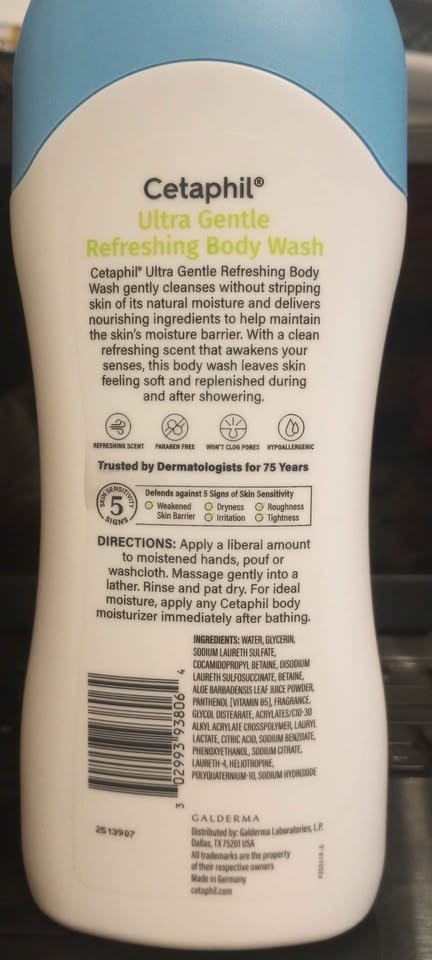 Cetaphil®
Ultra Gentle
Refreshing Body Wash
Cetaphil® Ultra Gentle Refreshing Body
Wash gently cleanses without stripping
skin of its natural moisture and delivers
nourishing ingredients to help maintain
the skin's moisture barrier. With a clean
refreshing scent that awakens your
senses, this body wash leaves skin
feeling soft and replenished during
and after showering.
REFRESHING SCENT PARABEN FREE WON'T CLOG PORES HYPOALLERGENIC
Trusted by Dermatologists for 75 Years
SKIN SENSITIVITY 5 SIGNS
Defends against 5 Signs of Skin Sensitivity
Weakened Dryness Roughness
Skin Barrier Irritation Tightness
DIRECTIONS: Apply a liberal amount
to moistened hands, pouf or
washcloth. Massage gently into a
lather. Rinse and pat dry. For ideal
moisture, apply any Cetaphil body
moisturizer immediately after bathing.
INGREDIENTS: WATER, GLYCERIN,
SODIUM LAURETH SULFATE,
COCAMIDOPROPYL BETAINE, DISODIUM
LAURETH SULFOSUCCINATE, BETAINE,
ALOE BARBADENSIS LEAF JUICE POWDER,
PANTHENOL [VITAMIN B5], FRAGRANCE,
GLYCOL DISTEARATE, ACRYLATES/C10-30
ALKYL ACRYLATE CROSSPOLYMER, LAURYL
LACTATE, CITRIC ACID, SODIUM BENZOATE,
PHENOXYETHANOL, SODIUM CITRATE,
LAURETH-4, HELIOTROPINE,
POLYQUATERNIUM-10, SODIUM HYDROXIDE
3 02993 93806 4
2513907
GALDERMA
Distributed by: Galderma Laboratories, L.P.
Dallas, TX 75201 USA
All trademarks are the property
of their respective owners
Made in Germany
cetaphil.com